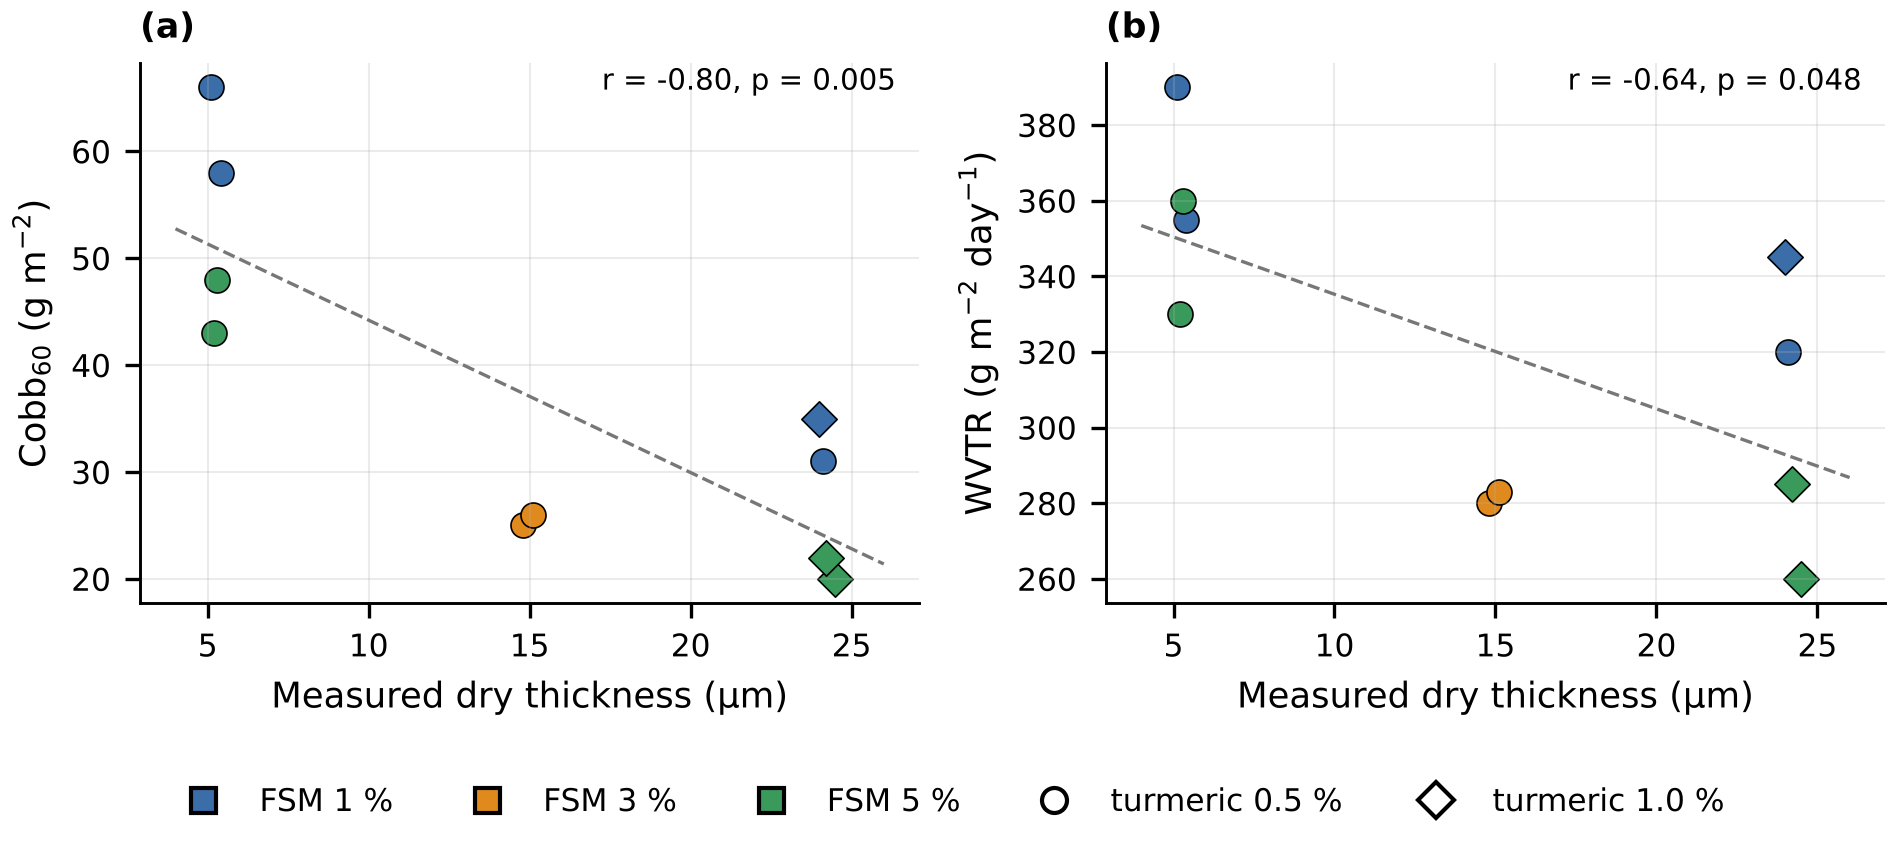 (a)
r = -0.80, p = 0.005
Cobb₆₀ (g m⁻²)
60
50
40
30
20
5 10 15 20 25
Measured dry thickness (μm)
(b)
r = -0.64, p = 0.048
WVTR (g m⁻² day⁻¹)
380
360
340
320
300
280
260
5 10 15 20 25
Measured dry thickness (μm)
FSM 1 % FSM 3 % FSM 5 % turmeric 0.5 % turmeric 1.0 %